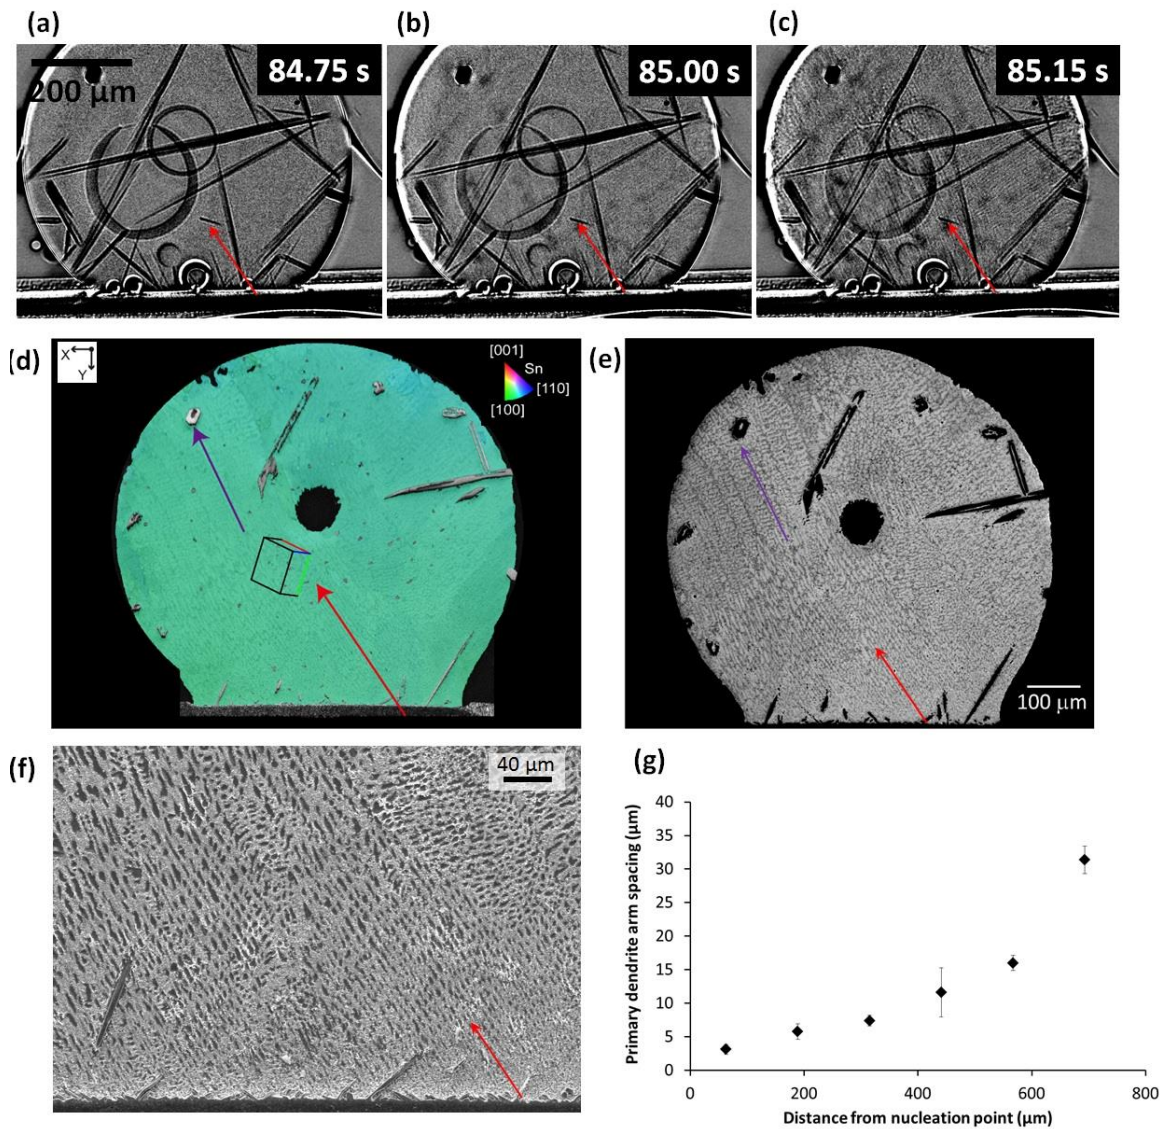 (a)
(b)
(c)
84.75 s
85.00 s
85.15 s
200 μm
(d)
X
Y
[001]
Sn
[110]
[100]
(e)
100 μm
(f)
40 μm
(g)
Primary dendrite arm spacing (μm)
40
35
30
25
20
15
10
5
0
0
200
400
600
800
Distance from nucleation point (μm)